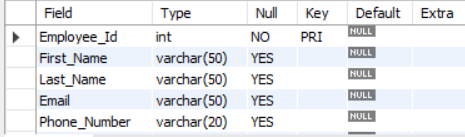 Field Type Null Key Default Extra
Employee_Id int NO PRI NULL
First_Name varchar(50) YES NULL
Last_Name varchar(50) YES NULL
Email varchar(50) YES NULL
Phone_Number varchar(20) YES NULL